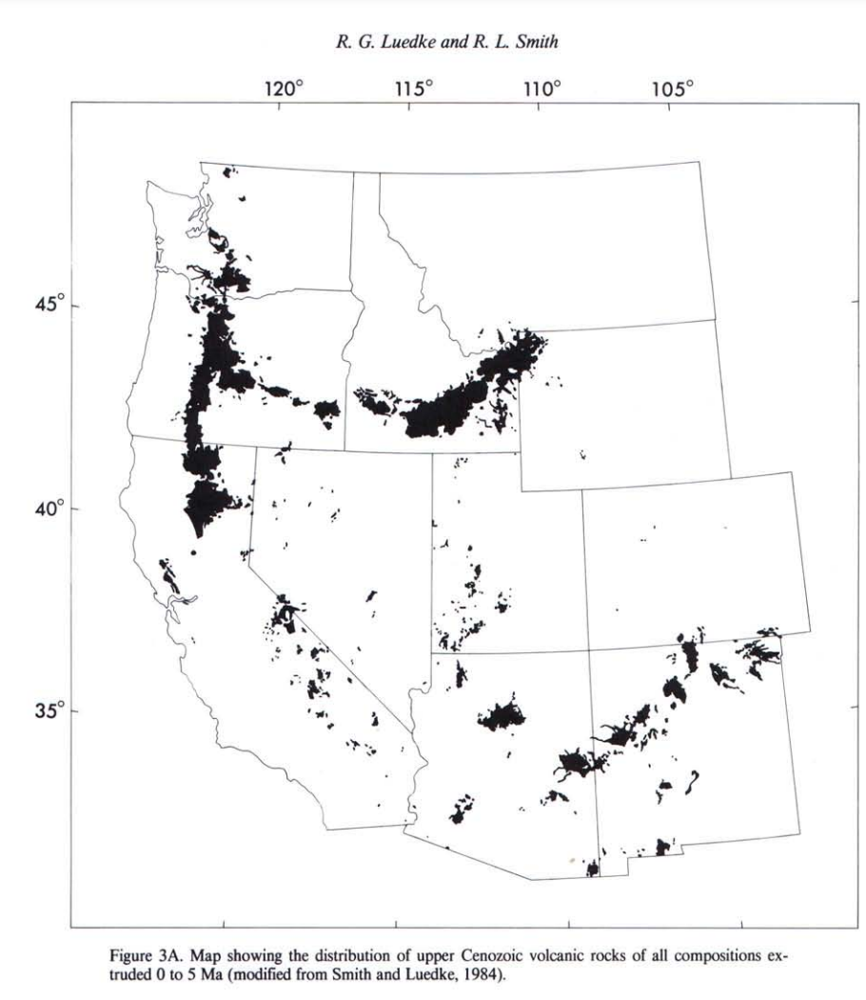 R. G. Luedke and R. L. Smith
120° 115° 110° 105°
45°
40°
35°
Figure 3A. Map showing the distribution of upper Cenozoic volcanic rocks of all compositions ex-
truded 0 to 5 Ma (modified from Smith and Luedke, 1984).